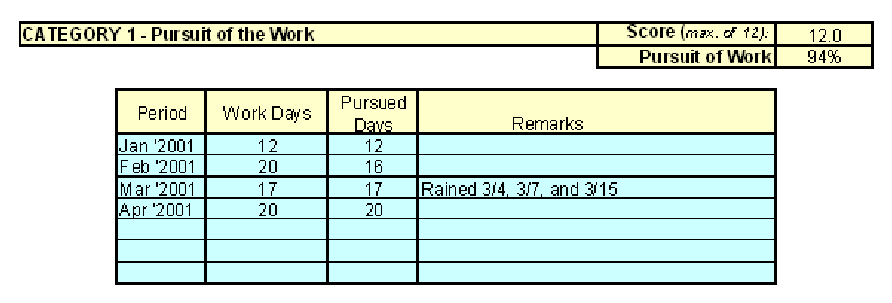 CATEGORY 1 - Pursuit of the Work Score (max. of 12): 12.0
Pursuit of Work 94%
Period Work Days Pursued Days Remarks
Jan '2001 12 12
Feb '2001 20 16
Mar '2001 17 17 Rained 3/4, 3/7, and 3/15
Apr '2001 20 20